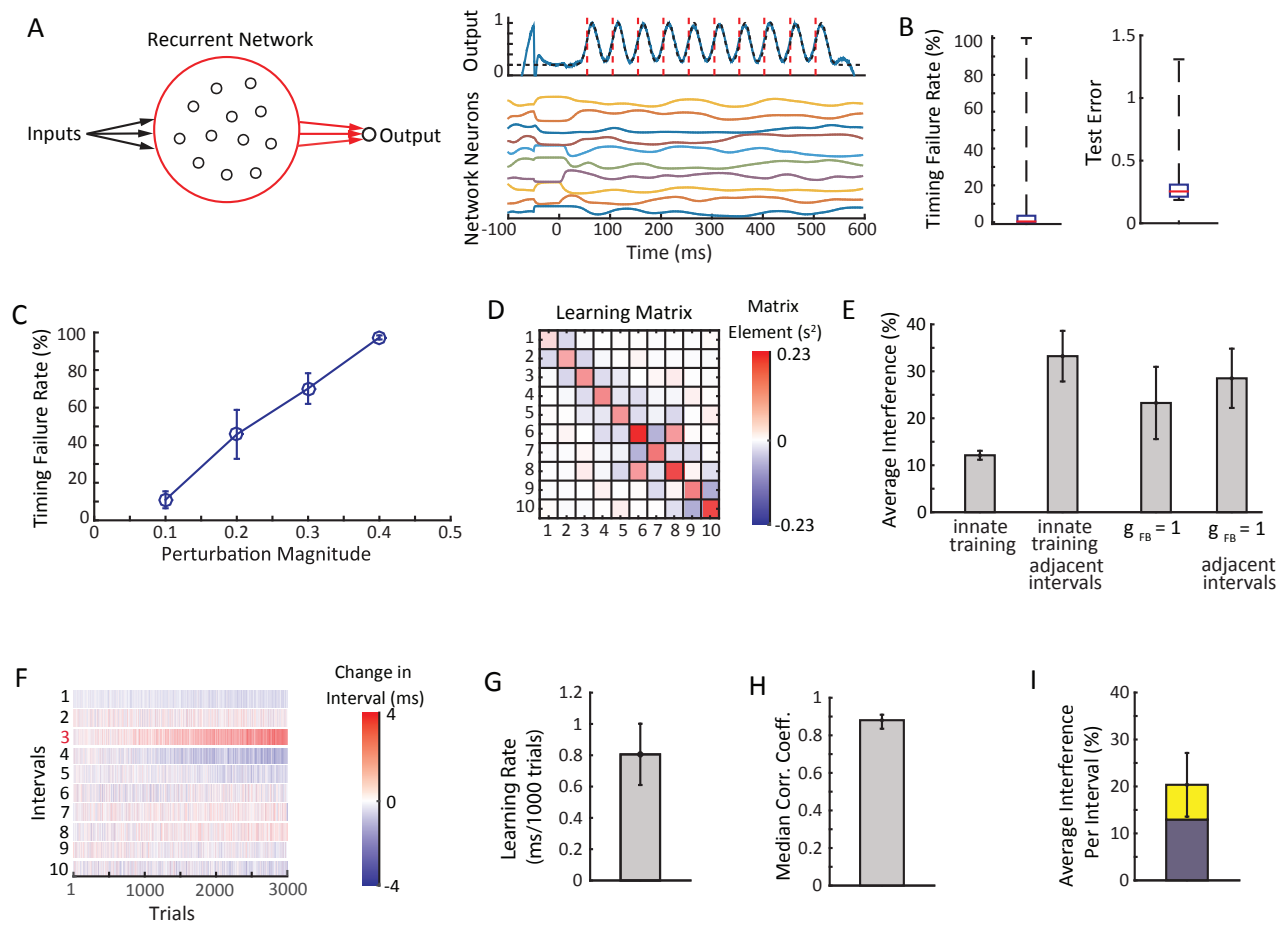 A
Recurrent Network
Inputs
Output
Output
1
0
Network Neurons
-100
0
100
200
300
400
500
600
Time (ms)
B
Timing Failure Rate (%)
100
80
60
40
20
0
Test Error
1.5
1
0.5
0
C
Timing Failure Rate (%)
100
80
60
40
20
0
0
0.1
0.2
0.3
0.4
0.5
Perturbation Magnitude
D
Learning Matrix
1
2
3
4
5
6
7
8
9
10
1 2 3 4 5 6 7 8 9 10
Matrix
Element (s²)
0.23
0
-0.23
E
Average Interference (%)
40
30
20
10
0
innate
training
innate
training
adjacent
intervals
g FB = 1
g FB = 1
adjacent
intervals
F
Intervals
1
2
3
4
5
6
7
8
9
10
1
1000
2000
3000
Trials
Change in
Interval (ms)
4
0
-4
G
Learning Rate
(ms/1000 trials)
1.2
1
0.8
0.6
0.4
0.2
0
H
Median Corr. Coeff.
1
0.8
0.6
0.4
0.2
0
I
Average Interference
Per Interval (%)
40
30
20
10
0